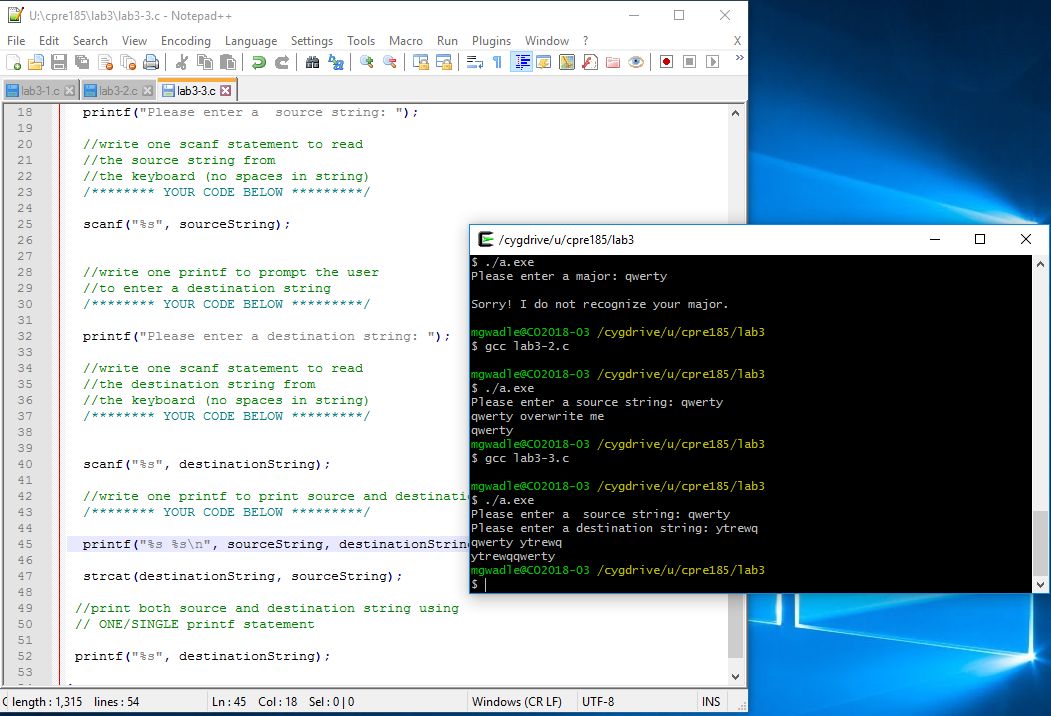 U:\cpre185\lab3\lab3-3.c - Notepad++
File Edit Search View Encoding Language Settings Tools Macro Run Plugins Window ? X
lab3-1.c lab3-2.c lab3-3.c
18 printf("Please enter a  source string: ");
19
20 //write one scanf statement to read
21 //the source string from
22 //the keyboard (no spaces in string)
23 /******** YOUR CODE BELOW *********/
24
25 scanf("%s", sourceString);
26
27
28 //write one printf to prompt the user
29 //to enter a destination string
30 /******** YOUR CODE BELOW *********/
31
32 printf("Please enter a destination string: ");
33
34 //write one scanf statement to read
35 //the destination string from
36 //the keyboard (no spaces in string)
37 /******** YOUR CODE BELOW *********/
38
39
40 scanf("%s", destinationString);
41
42 //write one printf to print source and destinati
43 /******** YOUR CODE BELOW *********/
44
45 printf("%s %s\n", sourceString, destinationStrin
46
47 strcat(destinationString, sourceString);
48
49 //print both source and destination string using
50 // ONE/SINGLE printf statement
51
52 printf("%s", destinationString);
53
length : 1,315 lines : 54 Ln : 45 Col : 18 Sel : 0 | 0 Windows (CR LF) UTF-8 INS
/cygdrive/u/cpre185/lab3
$ ./a.exe
Please enter a major: qwerty
Sorry! I do not recognize your major.
mgwadle@CO2018-03 /cygdrive/u/cpre185/lab3
$ gcc lab3-2.c
mgwadle@CO2018-03 /cygdrive/u/cpre185/lab3
$ ./a.exe
Please enter a source string: qwerty
qwerty overwrite me
qwerty
mgwadle@CO2018-03 /cygdrive/u/cpre185/lab3
$ gcc lab3-3.c
mgwadle@CO2018-03 /cygdrive/u/cpre185/lab3
$ ./a.exe
Please enter a  source string: qwerty
Please enter a destination string: ytrewq
qwerty ytrewq
ytrewqqwerty
mgwadle@CO2018-03 /cygdrive/u/cpre185/lab3
$